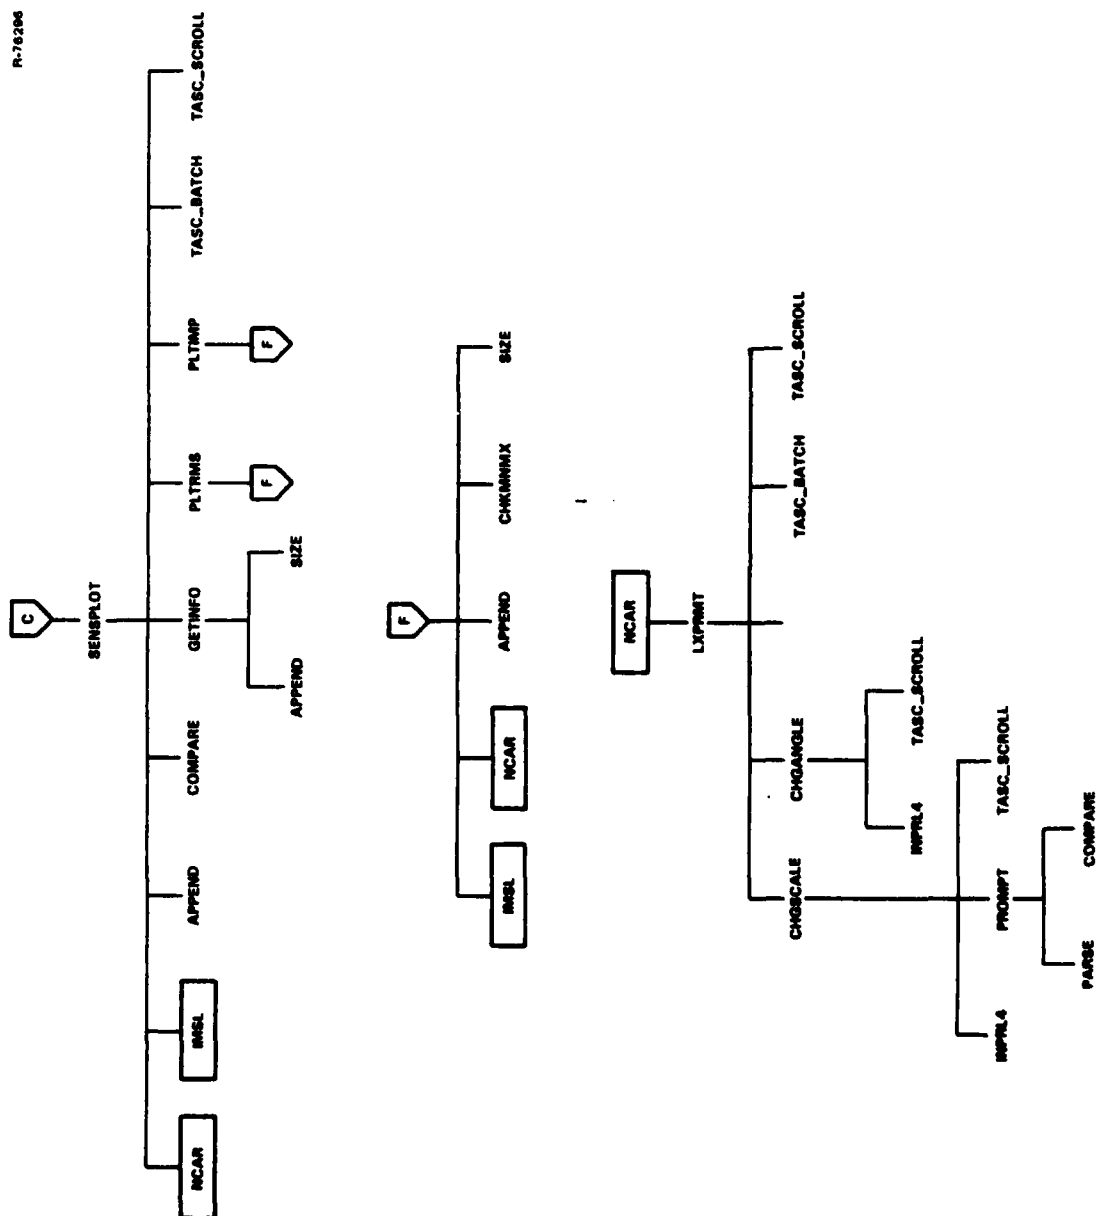 R-76296
C
SENSPLOT
NCAR
IMSL
APPEND
COMPARE
GETINFO
PLTRMS
PLTIMP
TASC_BATCH
TASC_SCROLL
APPEND
SIZE
F
F
F
IMSL
NCAR
APPEND
CHKMNMX
SIZE
NCAR
LXPRMT
CHGSCALE
CHGANGLE
TASC_BATCH
TASC_SCROLL
INPRL4
TASC_SCROLL
INPRL4
PROMPT
TASC_SCROLL
PARSE
COMPARE